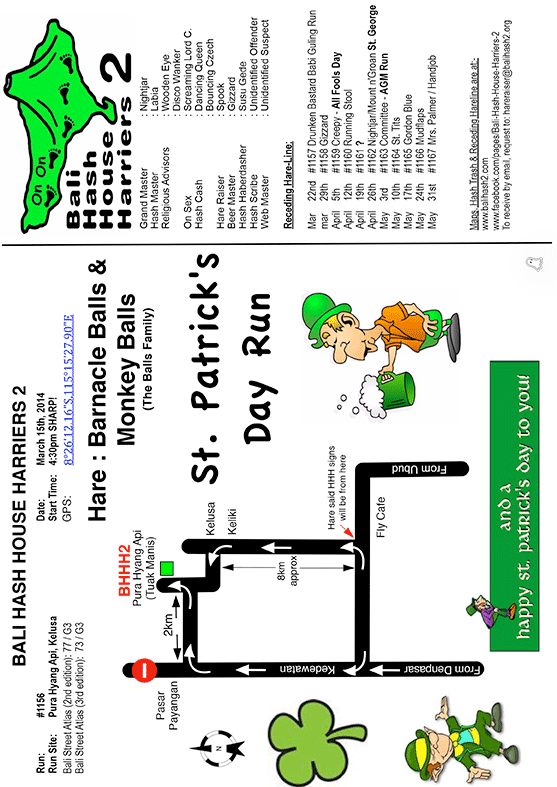 BALI HASH HOUSE HARRIERS 2
Run: #1156
Run Site: Pura Hyang Api, Kelusa
Bali Street Atlas (2nd edition): 77 / G3
Bali Street Atlas (3rd edition): 73 / G3
Date: March 15th, 2014
Start Time: 4:30pm SHARP!
GPS: 8°26'12.16"S,115°15'27.90"E
Hare : Barnacle Balls &
Monkey Balls
(The Balls Family)
St. Patrick's
Day Run
BHHH2
Pura Hyang Api
(Tuak Manis)
Kelusa
Keliki
2km
Pasar
Payangan
8km
approx
Hare said HHH signs
will be from here
Kedewatan
Fly Cafe
From Denpasar
From Ubud
N
and a
happy st. patrick's day to you!
On On
Bali
Hash
House
Harriers 2
Grand Master : Nightjar
Hash Master : Laba
Religious Advisors : Wooden Eye
: Disco Wanker
On Sex : Screaming Lord C.
Hash Cash : Dancing Queen
: Bouncing Czech
Hare Raiser : Spook
Beer Master : Gizzard
Hash Haberdasher : Susu Gede
Hash Scribe : Unidentified Offender
Web Master : Unidentified Suspect
Receding Hare-Line:
Mar 22nd #1157 Drunken Bastard Babi Guling Run
mar 29th #1158 Gizzard
April 5th #1159 Creepy - All Fools Day
April 12th #1160 Running Stool
April 19th #1161 ?
April 26th #1162 Nightjar/Mount n'Groan St. George
May 3rd #1163 Committee - AGM Run
May 10th #1164 St. Tits
May 17th #1165 Gordon Blue
May 24th #1166 Mudflaps
May 31st #1167 Mrs. Palmer / Handjob
Maps,Hash Trash & Receding Hareline are at:
www.balihash2.com
www.facebook.com/pages/Bali-Hash-House-Harriers-2
To receive by email, request to: hareraiser@balihash2.org